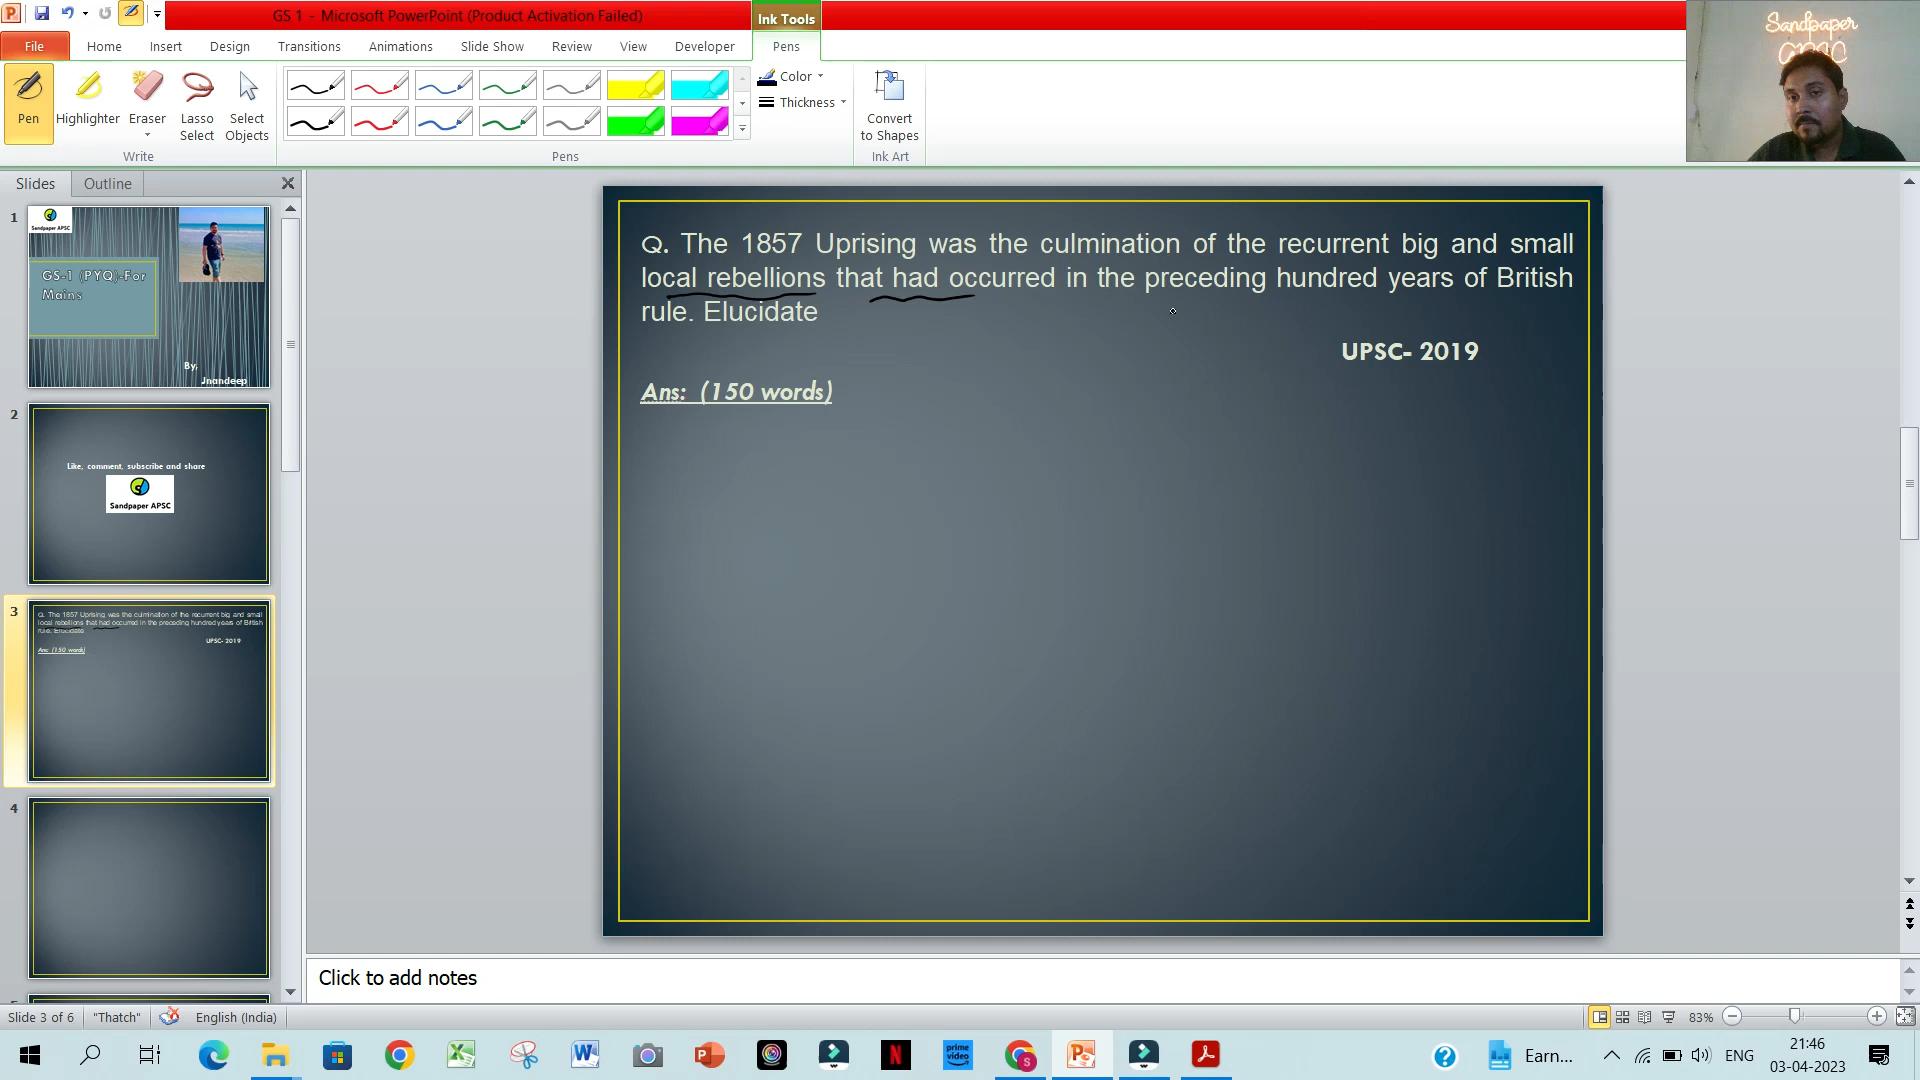 GS 1 - Microsoft PowerPoint (Product Activation Failed)
Ink Tools
Sandpaper
APSC
File Home Insert Design Transitions Animations Slide Show Review View Developer Pens
Pen Highlighter Eraser Lasso Select Select Objects
Color
Thickness
Convert to Shapes
Write Pens Ink Art
Slides Outline
1
Sandpaper APSC
GS-1 (PYQ)-For
Mains
By,
Jnandeep
2
Like, comment, subscribe and share
Sandpaper APSC
3
Q. The 1857 Uprising was the culmination of the recurrent big and small
local rebellions that had occurred in the preceding hundred years of British
rule. Elucidate
UPSC- 2019
Ans: (150 words)
4
Q. The 1857 Uprising was the culmination of the recurrent big and small
local rebellions that had occurred in the preceding hundred years of British
rule. Elucidate
UPSC- 2019
Ans: (150 words)
Click to add notes
Slide 3 of 6 "Thatch" English (India) 83%
Earn... ENG
21:46
03-04-2023